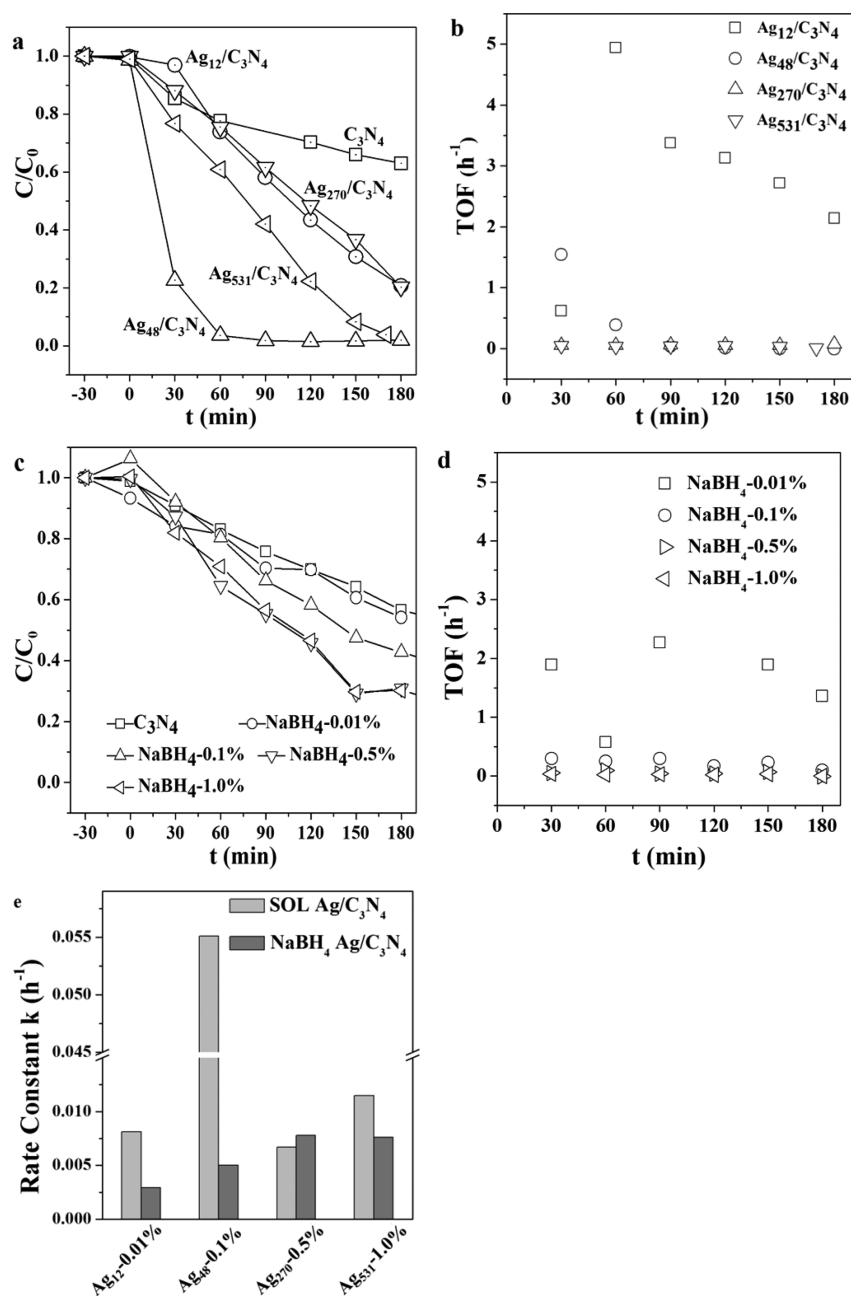 a
C/C₀
1.0
0.8
0.6
0.4
0.2
0.0
-30 0 30 60 90 120 150 180
t (min)
Ag₁₂/C₃N₄
C₃N₄
Ag₂₇₀/C₃N₄
Ag₅₃₁/C₃N₄
Ag₄₈/C₃N₄
b
TOF (h⁻¹)
5
4
3
2
1
0
0 30 60 90 120 150 180
t (min)
Ag₁₂/C₃N₄
Ag₄₈/C₃N₄
Ag₂₇₀/C₃N₄
Ag₅₃₁/C₃N₄
c
C/C₀
1.0
0.8
0.6
0.4
0.2
0.0
-30 0 30 60 90 120 150 180
t (min)
C₃N₄ NaBH₄-0.01%
NaBH₄-0.1% NaBH₄-0.5%
NaBH₄-1.0%
d
TOF (h⁻¹)
5
4
3
2
1
0
0 30 60 90 120 150 180
t (min)
NaBH₄-0.01%
NaBH₄-0.1%
NaBH₄-0.5%
NaBH₄-1.0%
e
Rate Constant k (h⁻¹)
0.055
0.050
0.045
0.010
0.005
0.000
SOL Ag/C₃N₄
NaBH₄ Ag/C₃N₄
Ag₁₂-0.01%
Ag₄₈-0.1%
Ag₂₇₀-0.5%
Ag₅₃₁-1.0%